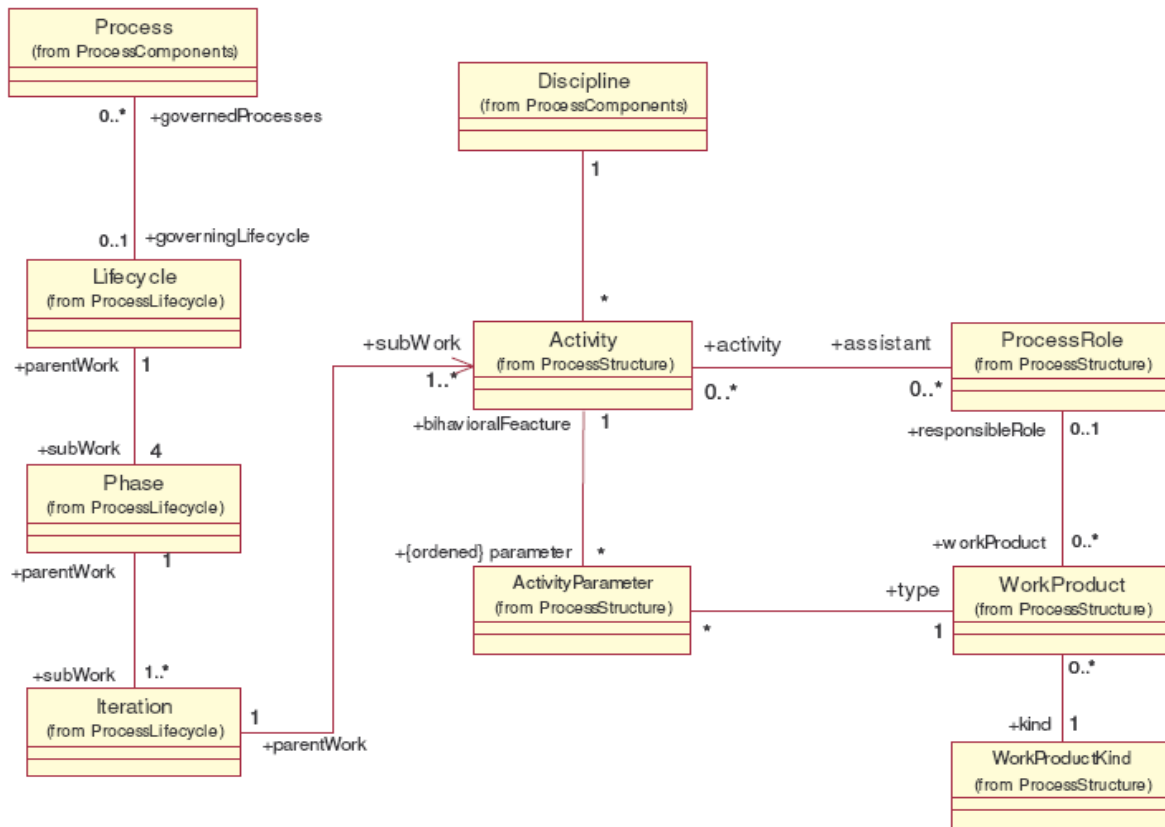 Process
(from ProcessComponents)
0..*
+governedProcesses
0..1
+governingLifecycle
Lifecycle
(from ProcessLifecycle)
+parentWork
1
+subWork
4
Phase
(from ProcessLifecycle)
+parentWork
1
+subWork
1..*
Iteration
(from ProcessLifecycle)
1
+parentWork
Discipline
(from ProcessComponents)
1
*
+subWork
1..*
Activity
(from ProcessStructure)
+activity
0..*
+assistant
0..*
ProcessRole
(from ProcessStructure)
+bihavioralFeacture
1
+{ordened} parameter
*
ActivityParameter
(from ProcessStructure)
*
+type
1
+responsibleRole
0..1
+workProduct
0..*
WorkProduct
(from ProcessStructure)
0..*
+kind
1
WorkProductKind
(from ProcessStructure)